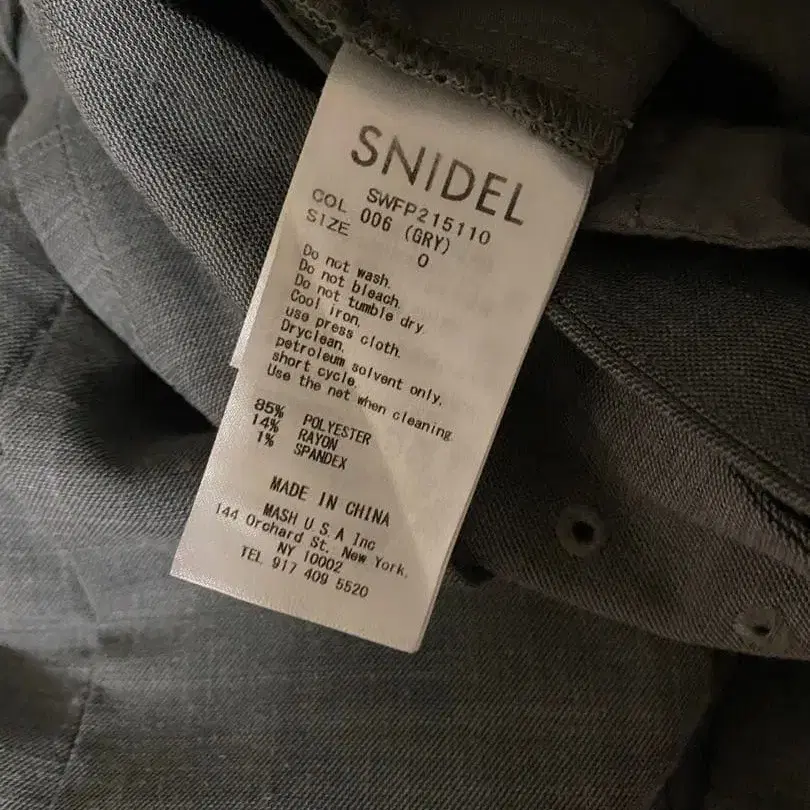 SNIDEL
SWFP215110
COL 006 (GRY)
SIZE 0
Do not wash.
Do not bleach.
Do not tumble dry.
Cool iron,
use press cloth.
Dryclean,
petroleum solvent only,
short cycle.
Use the net when cleaning.
85% POLYESTER
14% RAYON
1% SPANDEX
MADE IN CHINA
MASH U S A Inc
144 Orchard St. New York,
NY 10002
TEL 917 409 5520